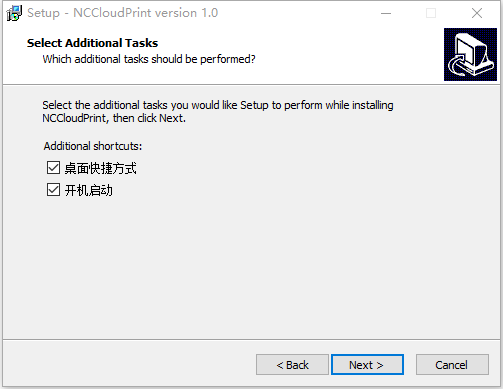 Setup - NCCloudPrint version 1.0
Select Additional Tasks
Which additional tasks should be performed?
Select the additional tasks you would like Setup to perform while installing
NCCloudPrint, then click Next.
Additional shortcuts:
桌面快捷方式
开机启动
< Back Next > Cancel